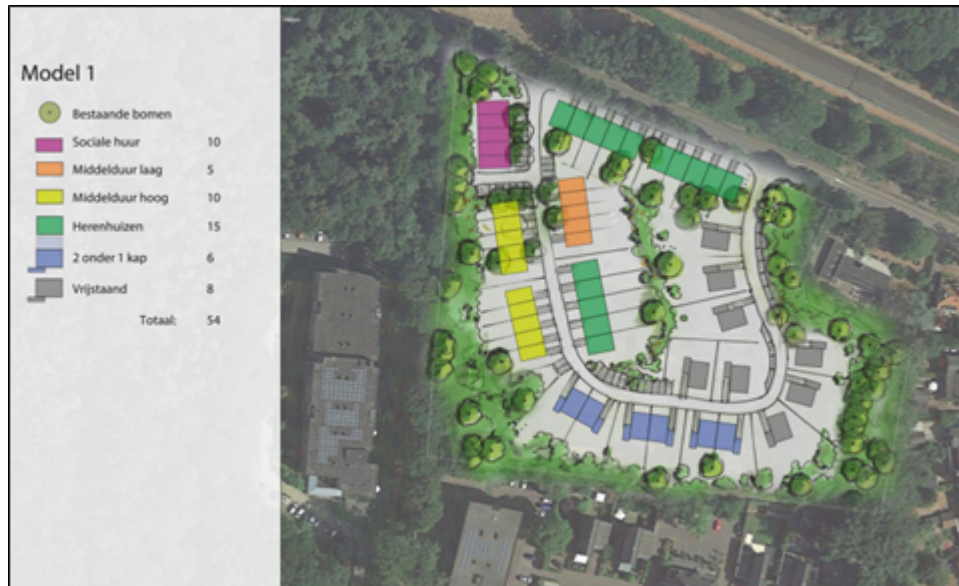 Model 1
Bestaande bomen
Sociale huur 10
Middelduur laag 5
Middelduur hoog 10
Herenhuizen 15
2 onder 1 kap 6
Vrijstaand 8
Totaal: 54